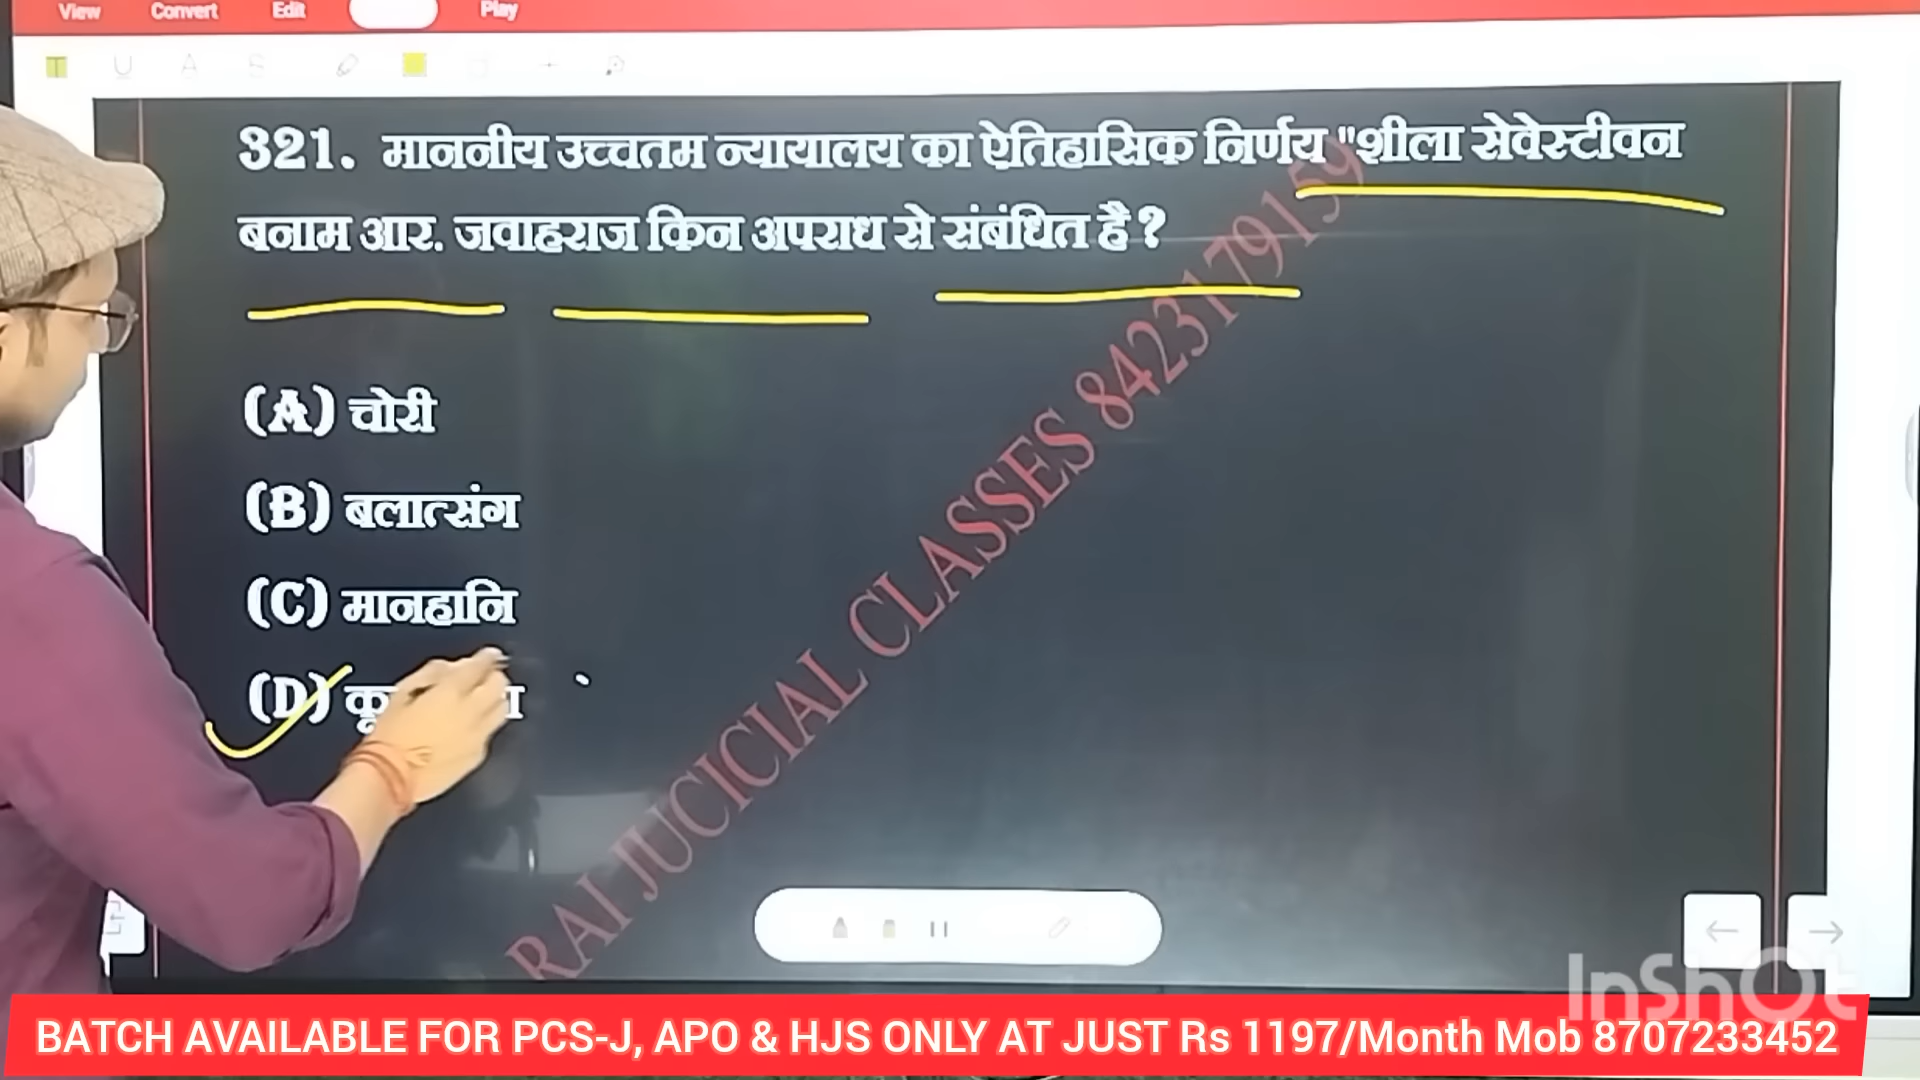 View Convert Edit Play
T U A S
321. माननीय उच्चतम न्यायालय का ऐतिहासिक निर्णय "शीला सेवेस्टीवन
बनाम आर. जवाहराज किन अपराध से संबंधित है ?
(A) चोरी
(B) बलात्संग
(C) मानहानि
(D)
RAI JUCICIAL CLASSES 8423179159
InShOt
BATCH AVAILABLE FOR PCS-J, APO & HJS ONLY AT JUST Rs 1197/Month Mob 8707233452